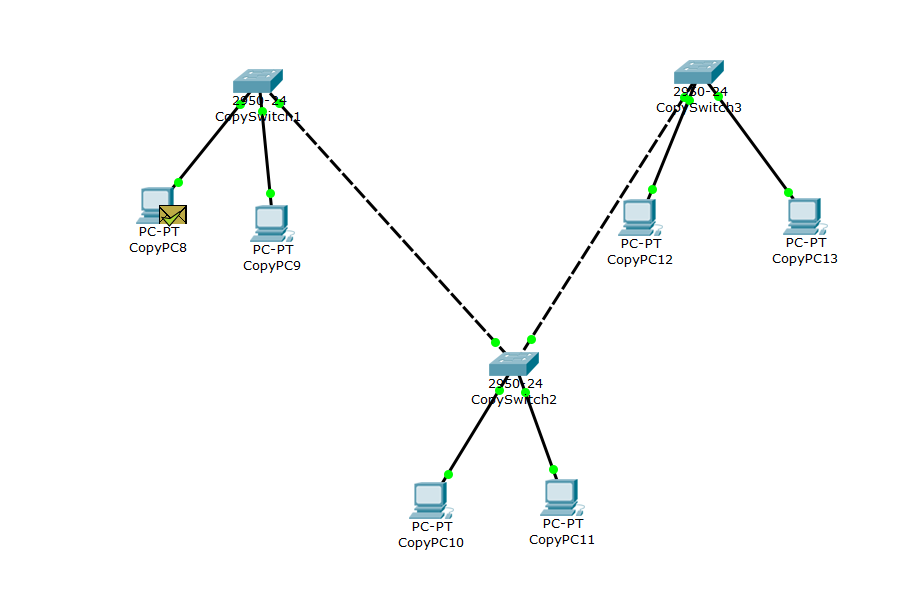 2950-24
CopySwitch1
2950-24
CopySwitch3
PC-PT
CopyPC8
PC-PT
CopyPC9
PC-PT
CopyPC12
PC-PT
CopyPC13
2950-24
CopySwitch2
PC-PT
CopyPC10
PC-PT
CopyPC11